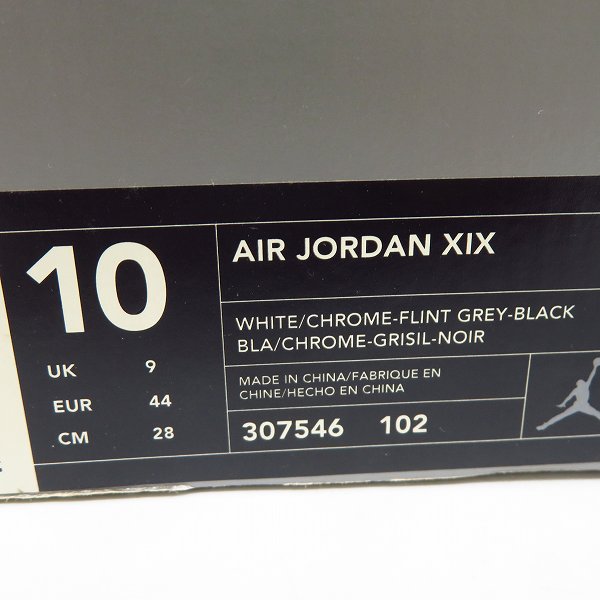 10
UK 9
EUR 44
CM 28
AIR JORDAN XIX
WHITE/CHROME-FLINT GREY-BLACK
BLA/CHROME-GRISIL-NOIR
MADE IN CHINA/FABRIQUE EN
CHINE/HECHO EN CHINA
307546 102